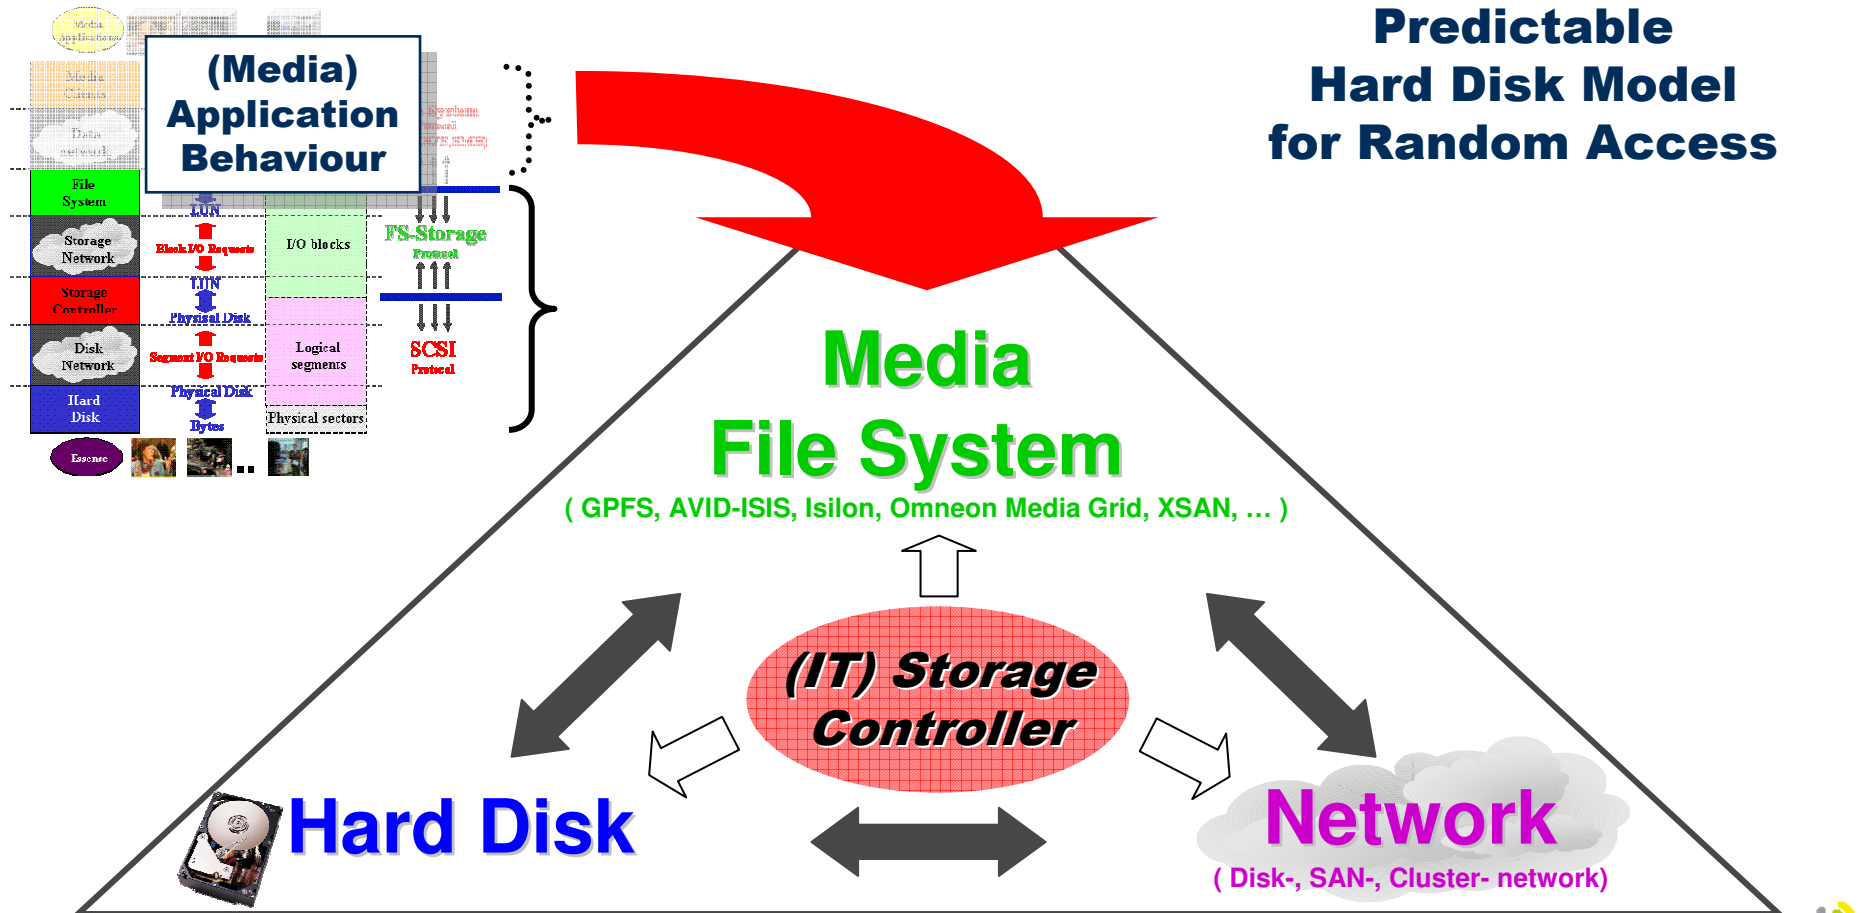 Predictable
Hard Disk Model
for Random Access
(Media)
Application
Behaviour
Media
File
System
LUN
Storage
Network
Block I/O Requests
I/O blocks
FS-Storage
Protocol
LUN
Storage
Controller
Physical Disk
Disk
Network
Segment I/O Requests
Logical
segments
SCSI
Protocol
Physical Disk
Hard
Disk
Bytes
Physical sectors
Essence
Media
File System
( GPFS, AVID-ISIS, Isilon, Omneon Media Grid, XSAN, ... )
(IT) Storage
Controller
Hard Disk
Network
( Disk-, SAN-, Cluster- network)